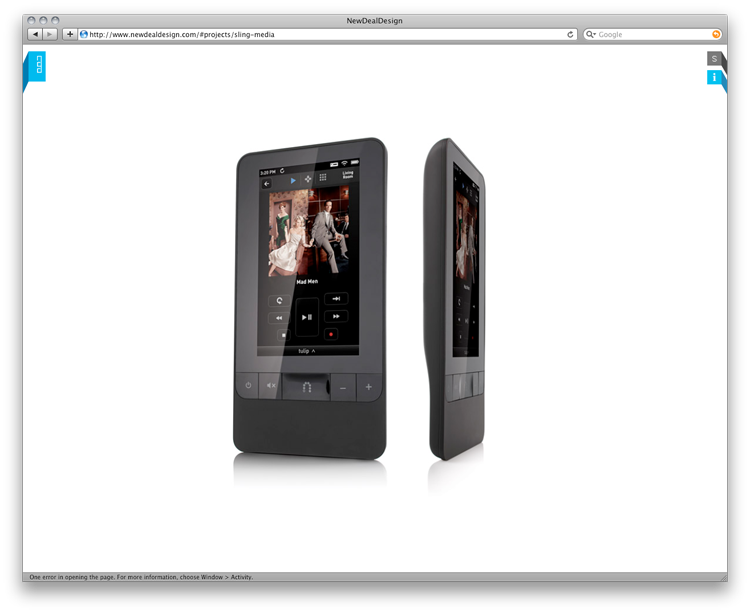 NewDealDesign
http://www.newdealdesign.com/#projects/sling-media
Google
S
i
5:20 PM
Living
Room
Mad Men
tulip ^
One error in opening the page. For more information, choose Window > Activity.